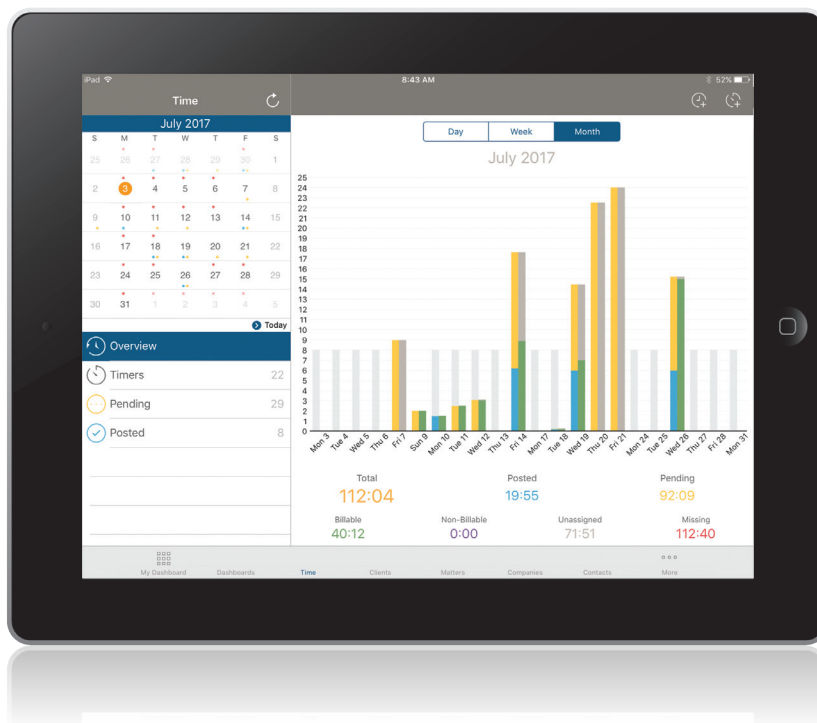 iPad 8:43 AM 52%
Time
July 2017
S M T W T F S
25 26 27 28 29 30 1
2 3 4 5 6 7 8
9 10 11 12 13 14 15
16 17 18 19 20 21 22
23 24 25 26 27 28 29
30 31 1 2 3 4 5
Today
Overview
Timers 22
Pending 29
Posted 8
Day Week Month
July 2017
25
24
23
22
21
20
19
18
17
16
15
14
13
12
11
10
9
8
7
6
5
4
3
2
1
0
Mon 3 Tue 4 Wed 5 Thu 6 Fri 7 Sun 9 Mon 10 Tue 11 Wed 12 Thu 13 Fri 14 Mon 17 Tue 18 Wed 19 Thu 20 Fri 21 Mon 24 Tue 25 Wed 26 Thu 27 Fri 28 Mon 31
Total Posted Pending
112:04 19:55 92:09
Billable Non-Billable Unassigned Missing
40:12 0:00 71:51 112:40
My Dashboard Dashboards Time Clients Matters Companies Contacts More